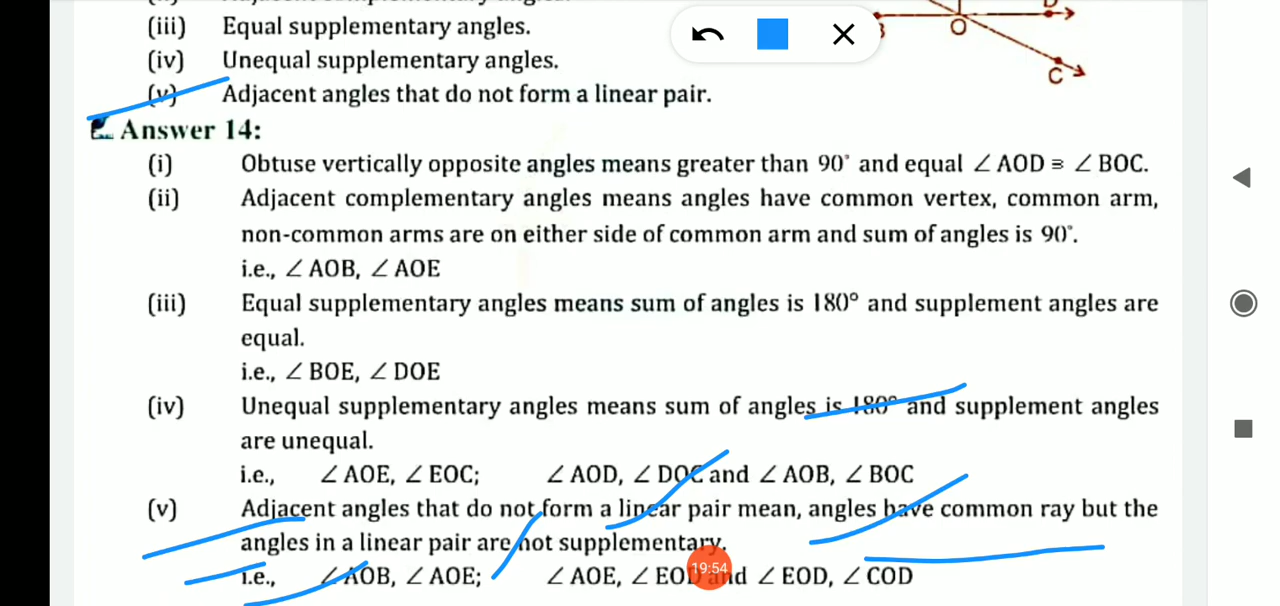 (iii) Equal supplementary angles.
(iv) Unequal supplementary angles.
(v) Adjacent angles that do not form a linear pair.
O
C
Answer 14:
(i) Obtuse vertically opposite angles means greater than 90° and equal ∠ AOD ≅ ∠ BOC.
(ii) Adjacent complementary angles means angles have common vertex, common arm,
non-common arms are on either side of common arm and sum of angles is 90°.
i.e., ∠ AOB, ∠ AOE
(iii) Equal supplementary angles means sum of angles is 180° and supplement angles are
equal.
i.e., ∠ BOE, ∠ DOE
(iv) Unequal supplementary angles means sum of angles is 180° and supplement angles
are unequal.
i.e., ∠ AOE, ∠ EOC; ∠ AOD, ∠ DOC and ∠ AOB, ∠ BOC
(v) Adjacent angles that do not form a linear pair mean, angles have common ray but the
angles in a linear pair are not supplementary.
i.e., ∠ AOB, ∠ AOE; ∠ AOE, ∠ EOD and ∠ EOD, ∠ COD
19:54